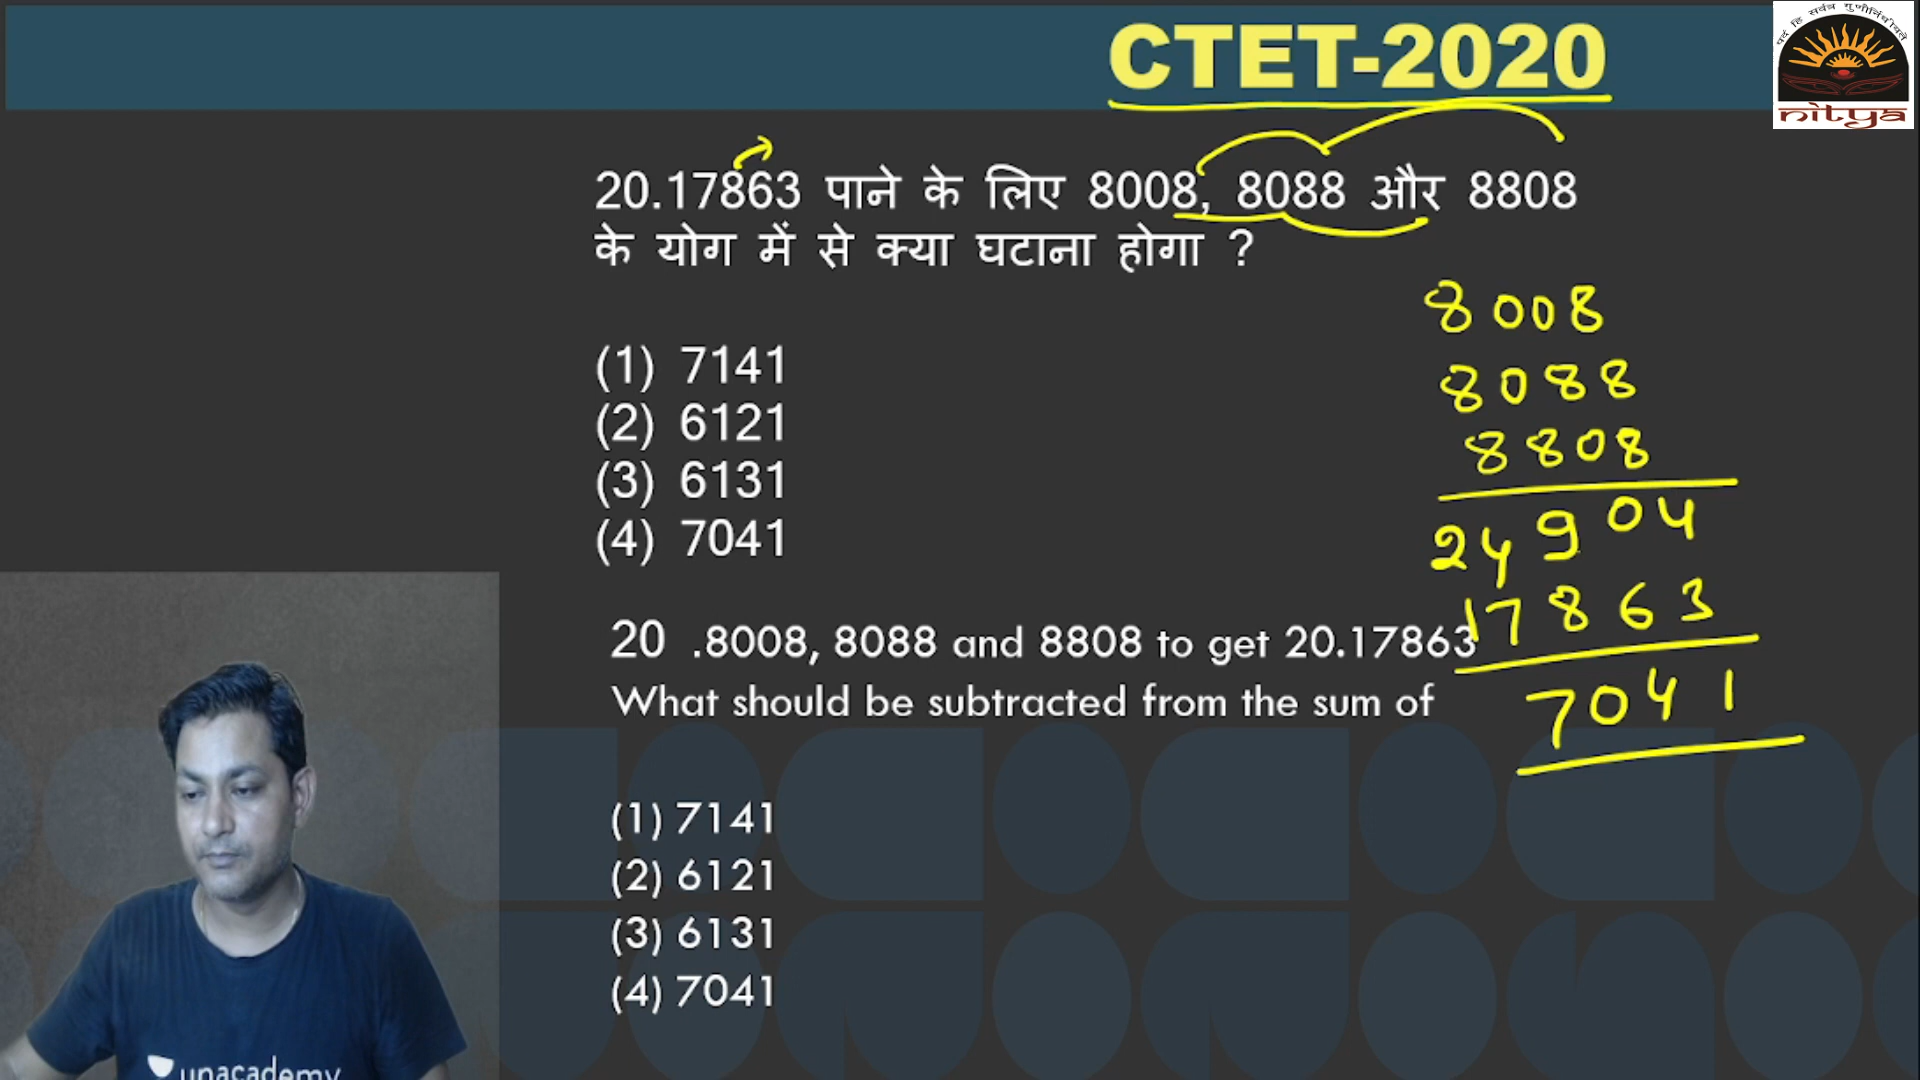 CTET-2020
nitya
20.17863 पाने के लिए 8008, 8088 और 8808
के योग में से क्या घटाना होगा ?
(1) 7141
(2) 6121
(3) 6131
(4) 7041
8008
8088
8808
24904
17863
7041
20 .8008, 8088 and 8808 to get 20.17863
What should be subtracted from the sum of
(1) 7141
(2) 6121
(3) 6131
(4) 7041
unacademy